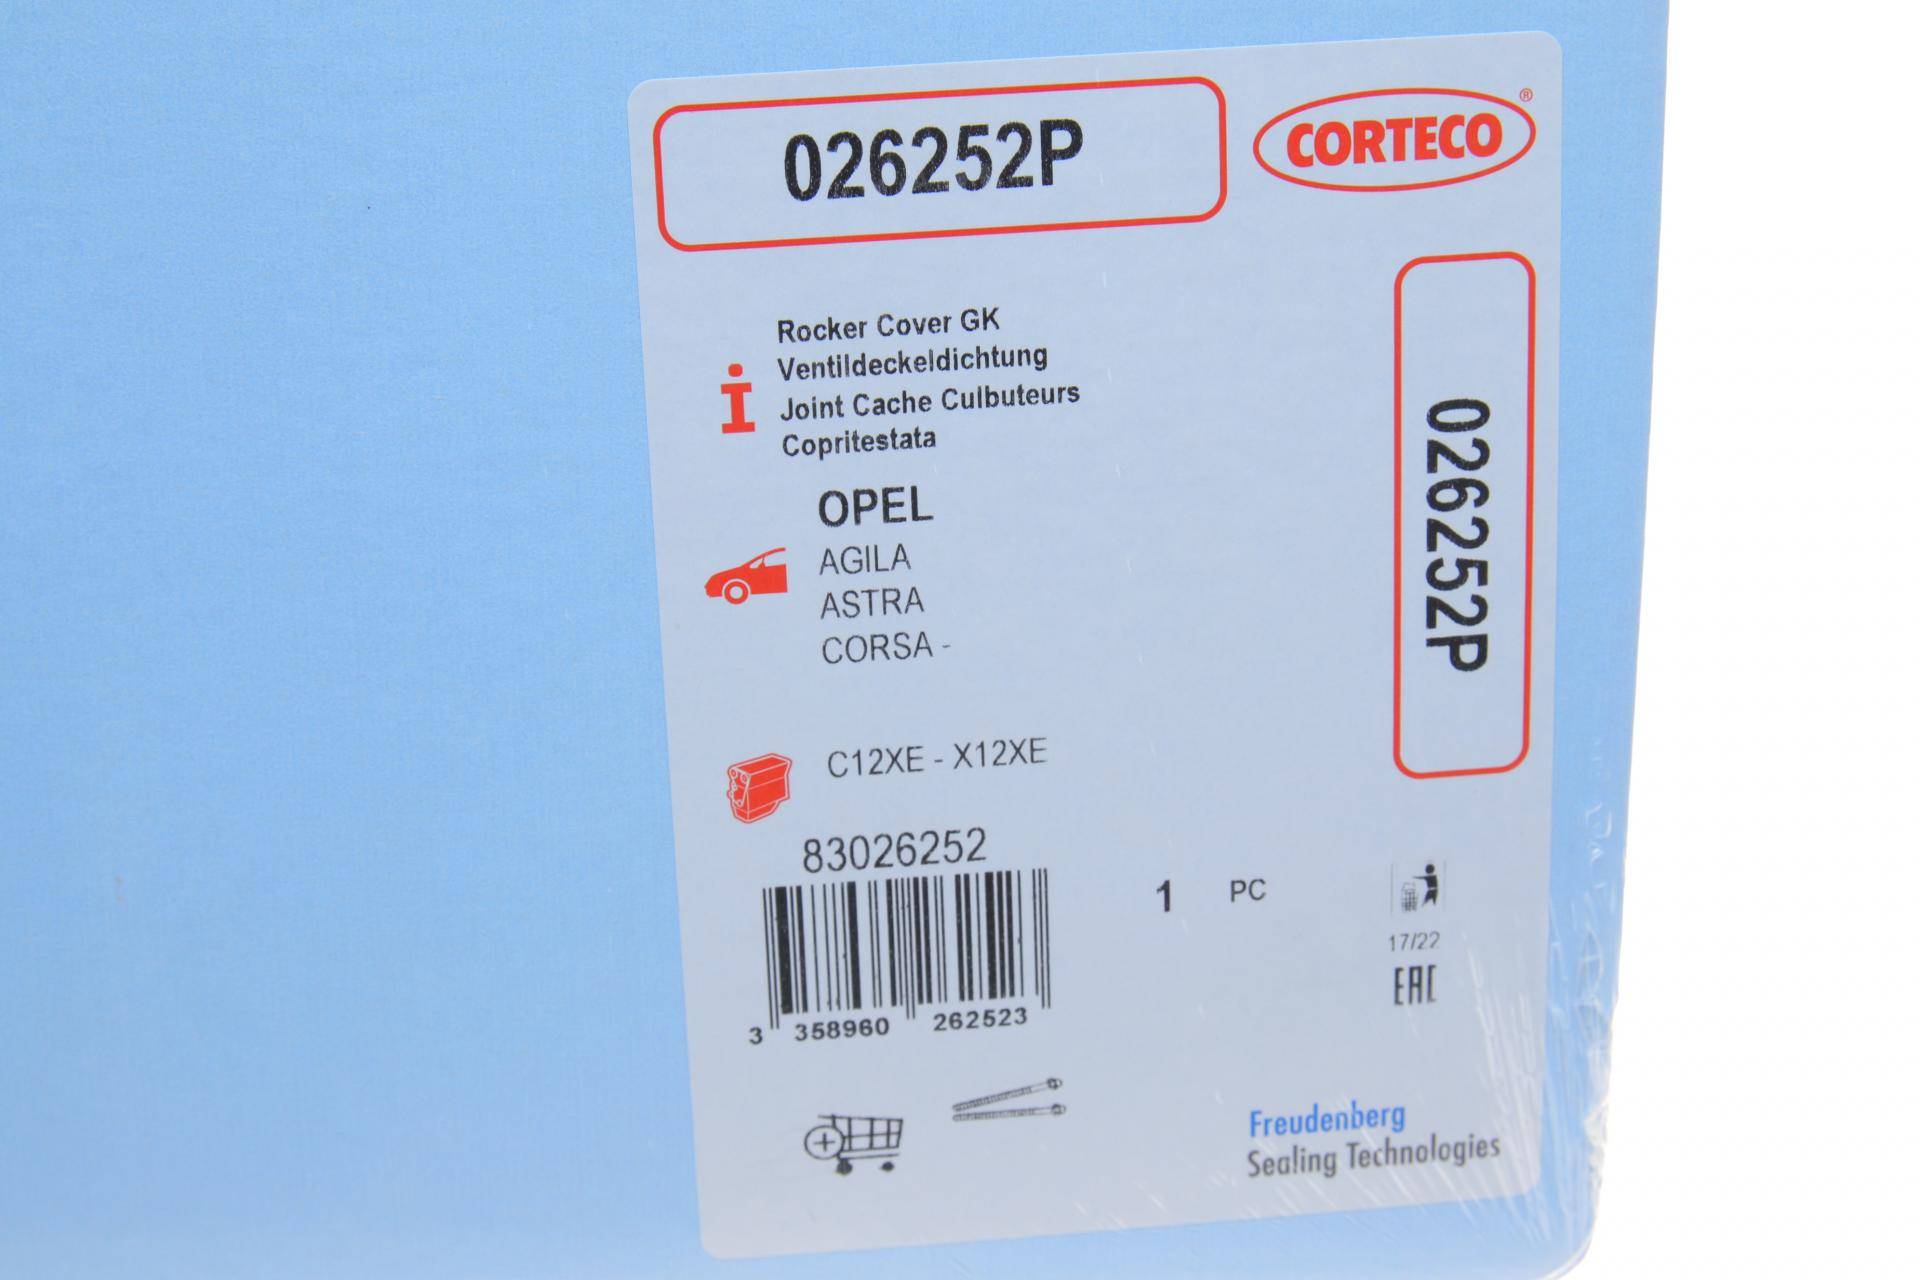 026252P
CORTECO®
Rocker Cover GK
Ventildeckeldichtung
Joint Cache Culbuteurs
Copritestata
026252P
OPEL
AGILA
ASTRA
CORSA -
C12XE - X12XE
83026252
1 PC
17/22
EAC
3 358960 262523
Freudenberg
Sealing Technologies